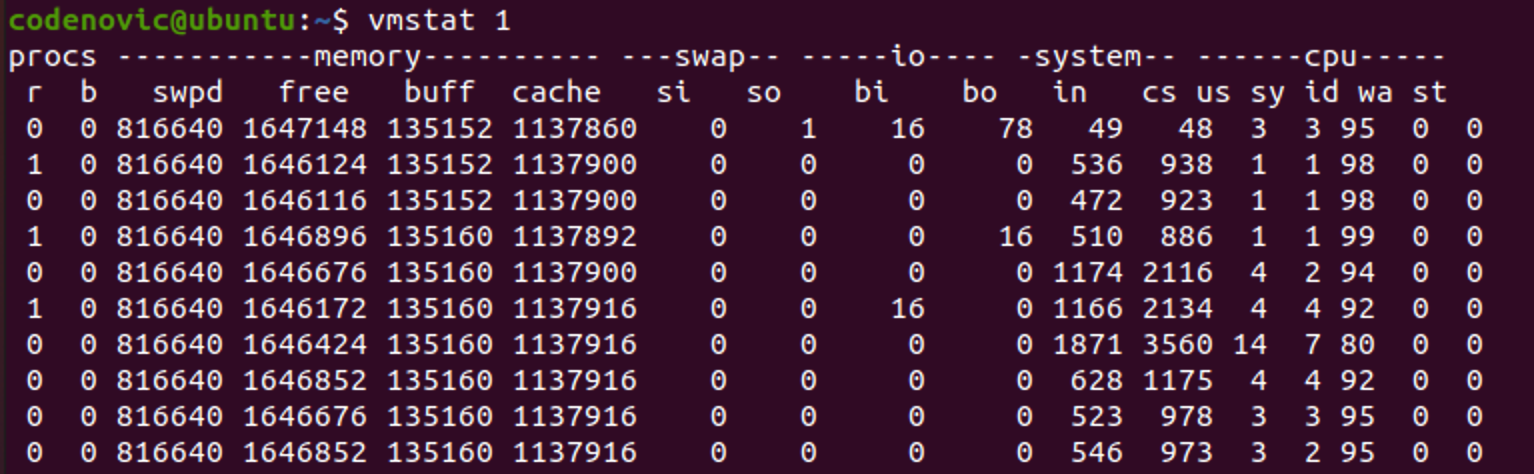 codenovic@ubuntu:~$ vmstat 1
procs -----------memory---------- ---swap-- -----io---- -system-- ------cpu-----
 r  b   swpd   free   buff  cache   si   so    bi    bo   in   cs us sy id wa st
 0  0 816640 1647148 135152 1137860    0    1    16    78   49   48  3  3 95  0  0
 1  0 816640 1646124 135152 1137900    0    0     0     0  536  938  1  1 98  0  0
 0  0 816640 1646116 135152 1137900    0    0     0     0  472  923  1  1 98  0  0
 1  0 816640 1646896 135160 1137892    0    0     0    16  510  886  1  1 99  0  0
 0  0 816640 1646676 135160 1137900    0    0     0     0 1174 2116  4  2 94  0  0
 1  0 816640 1646172 135160 1137916    0    0    16     0 1166 2134  4  4 92  0  0
 0  0 816640 1646424 135160 1137916    0    0     0     0 1871 3560 14  7 80  0  0
 0  0 816640 1646852 135160 1137916    0    0     0     0  628 1175  4  4 92  0  0
 0  0 816640 1646676 135160 1137916    0    0     0     0  523  978  3  3 95  0  0
 0  0 816640 1646852 135160 1137916    0    0     0     0  546  973  3  2 95  0  0